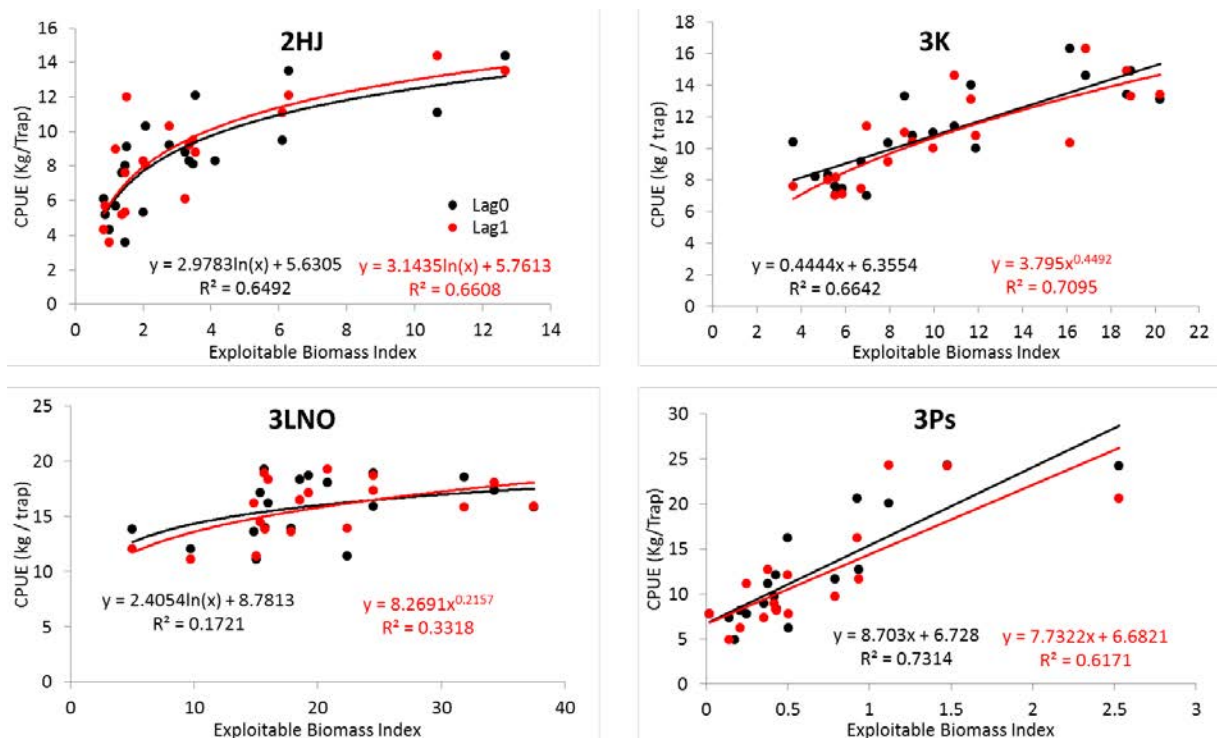 2HJ
16
14
12
10
8
6
4
2
0
CPUE (Kg/Trap)
Lag0
Lag1
y = 2.9783ln(x) + 5.6305
R² = 0.6492
y = 3.1435ln(x) + 5.7613
R² = 0.6608
0 2 4 6 8 10 12 14
Exploitable Biomass Index
3K
18
16
14
12
10
8
6
4
2
0
CPUE (kg / trap)
y = 0.4444x + 6.3554
R² = 0.6642
y = 3.795x^0.4492
R² = 0.7095
0 2 4 6 8 10 12 14 16 18 20 22
Exploitable Biomass Index
3LNO
25
20
15
10
5
0
CPUE (kg / trap)
y = 2.4054ln(x) + 8.7813
R² = 0.1721
y = 8.2691x^0.2157
R² = 0.3318
0 10 20 30 40
Exploitable Biomass Index
3Ps
30
25
20
15
10
5
0
CPUE (Kg/Trap)
y = 8.703x + 6.728
R² = 0.7314
y = 7.7322x + 6.6821
R² = 0.6171
0 0.5 1 1.5 2 2.5 3
Exploitable Biomass Index